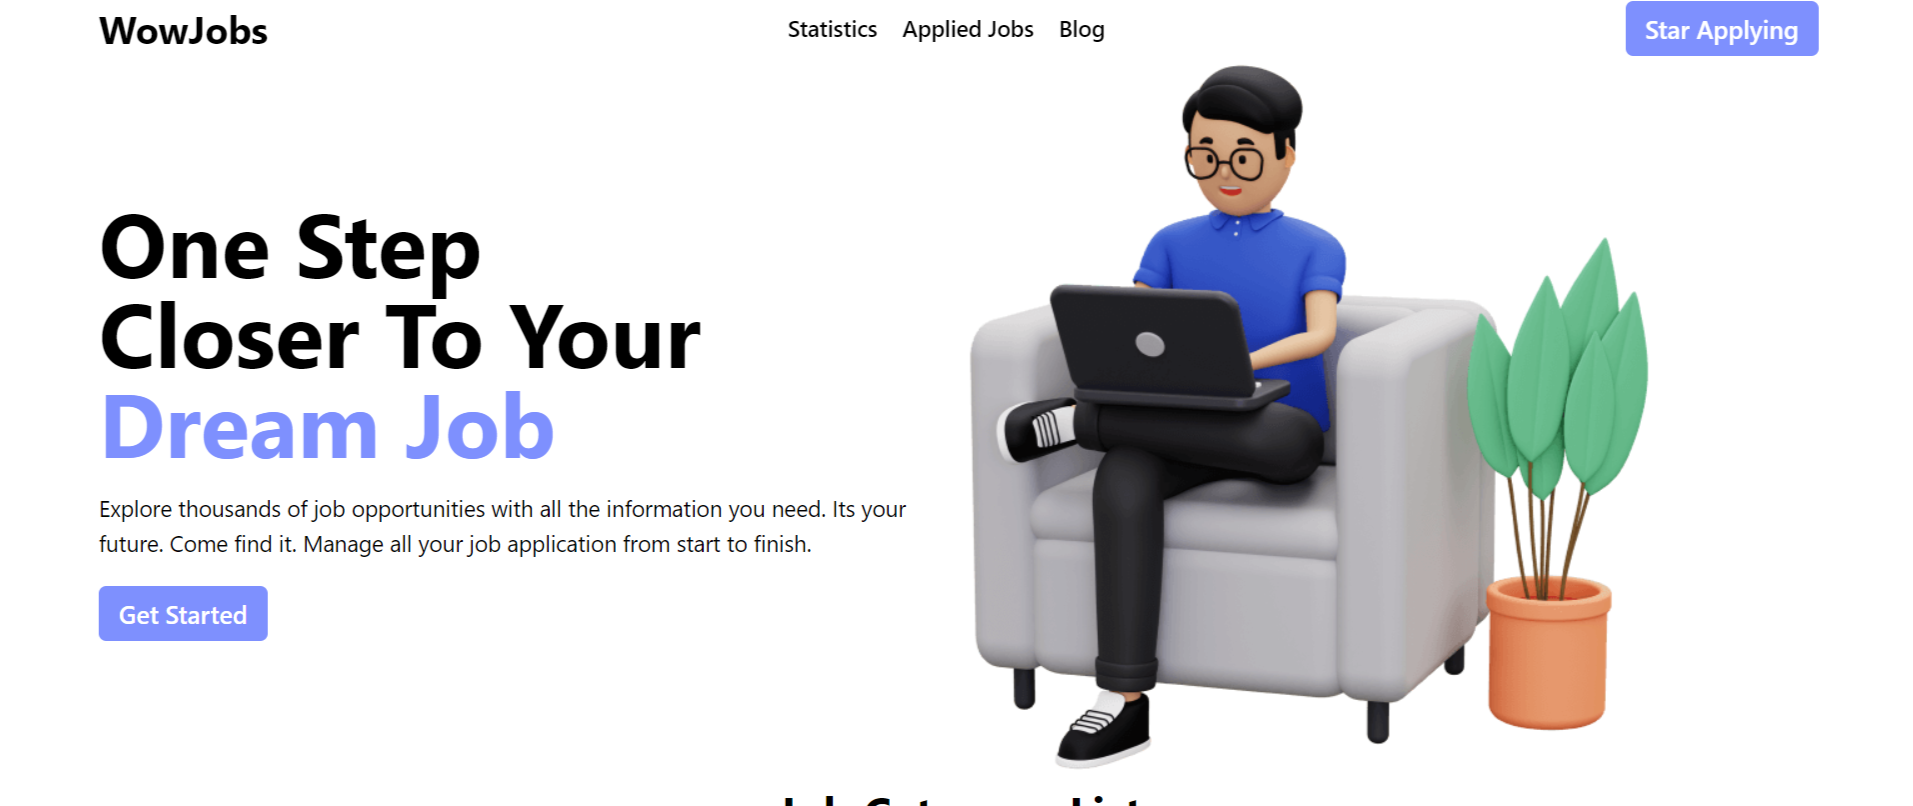 WowJobs
Statistics Applied Jobs Blog
Star Applying
One Step
Closer To Your
Dream Job
Explore thousands of job opportunities with all the information you need. Its your
future. Come find it. Manage all your job application from start to finish.
Get Started